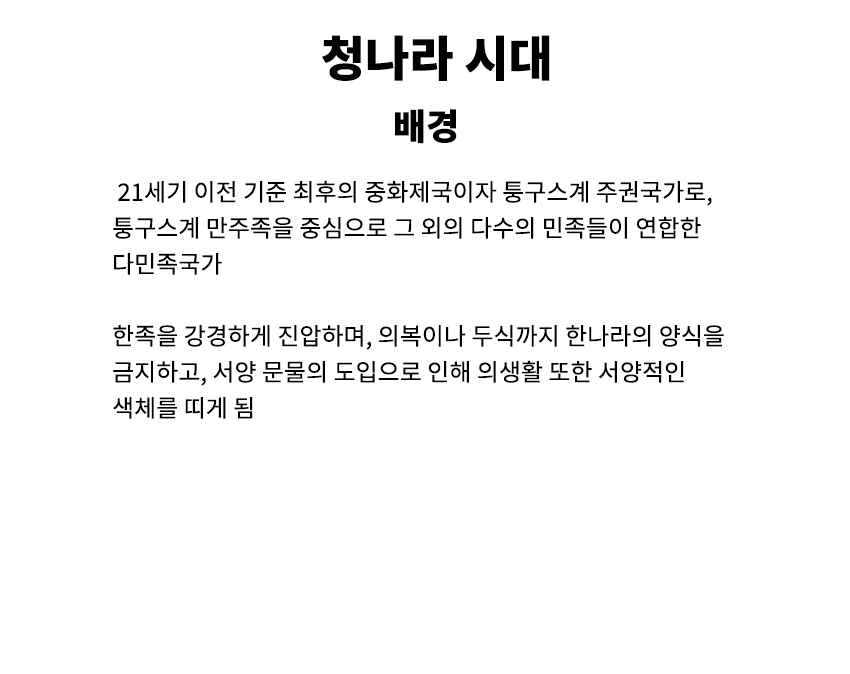 청나라 시대
배경
21세기 이전 기준 최후의 중화제국이자 퉁구스계 주권국가로,
퉁구스계 만주족을 중심으로 그 외의 다수의 민족들이 연합한
다민족국가
한족을 강경하게 진압하며, 의복이나 두식까지 한나라의 양식을
금지하고, 서양 문물의 도입으로 인해 의생활 또한 서양적인
색체를 띠게 됨